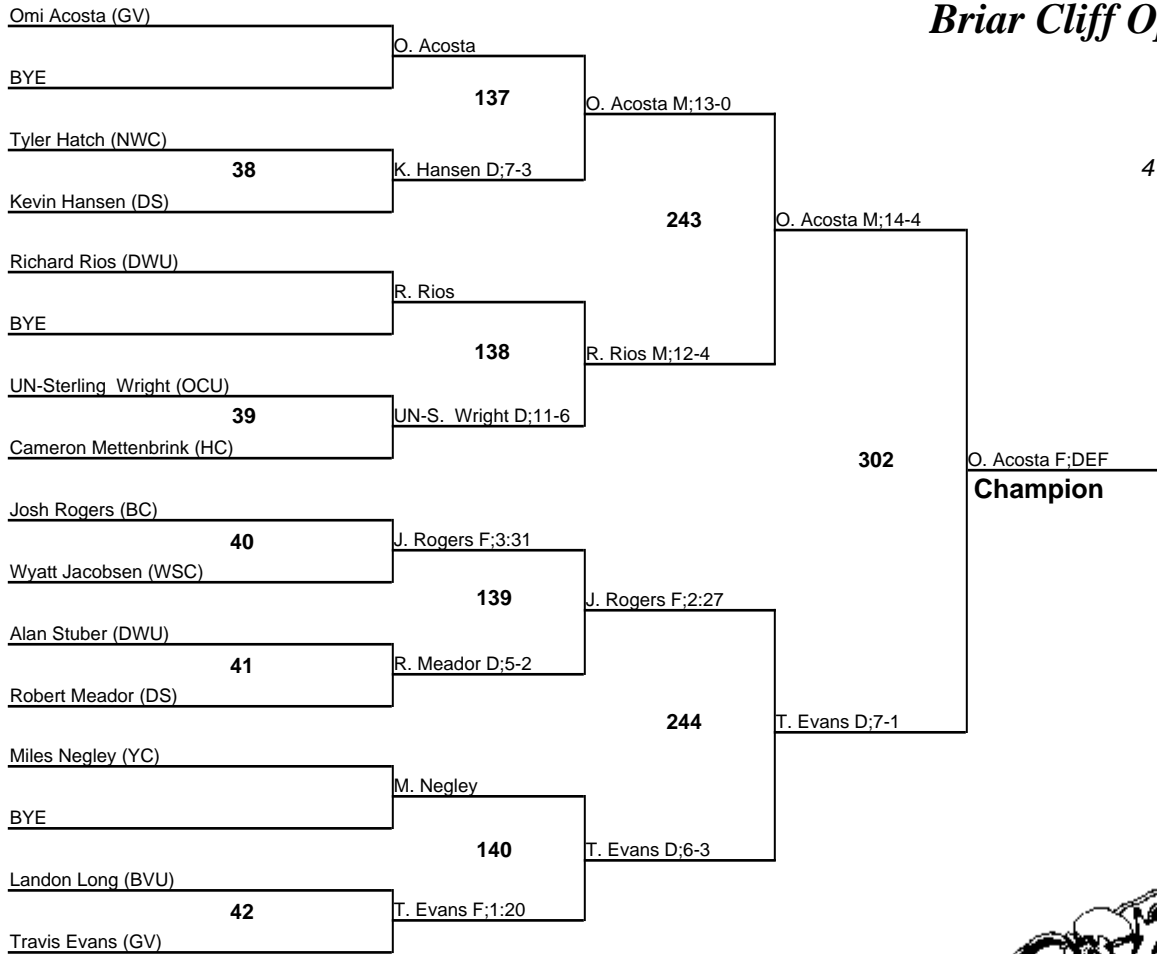 Omi Acosta (GV)
Briar Cliff Op
O. Acosta
BYE
137
O. Acosta M;13-0
Tyler Hatch (NWC)
38
K. Hansen D;7-3
4
Kevin Hansen (DS)
243
O. Acosta M;14-4
Richard Rios (DWU)
R. Rios
BYE
138
R. Rios M;12-4
UN-Sterling Wright (OCU)
39
UN-S. Wright D;11-6
Cameron Mettenbrink (HC)
302
O. Acosta F;DEF
Champion
Josh Rogers (BC)
40
J. Rogers F;3:31
Wyatt Jacobsen (WSC)
139
J. Rogers F;2:27
Alan Stuber (DWU)
41
R. Meador D;5-2
Robert Meador (DS)
244
T. Evans D;7-1
Miles Negley (YC)
M. Negley
BYE
140
T. Evans D;6-3
Landon Long (BVU)
42
T. Evans F;1:20
Travis Evans (GV)